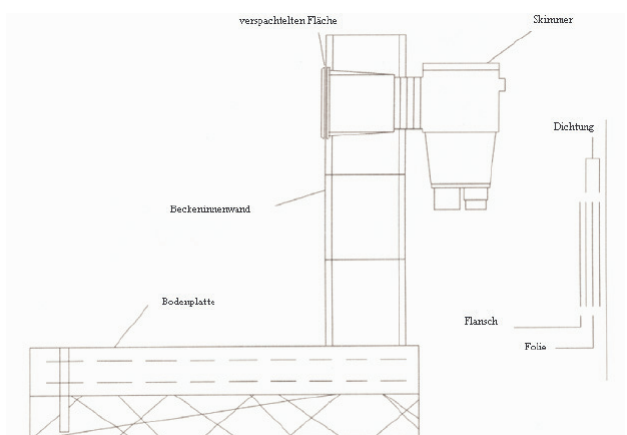 verspachtelten Fläche
Skimmer
Dichtung
Beckeninnenwand
Bodenplatte
Flansch
Folie